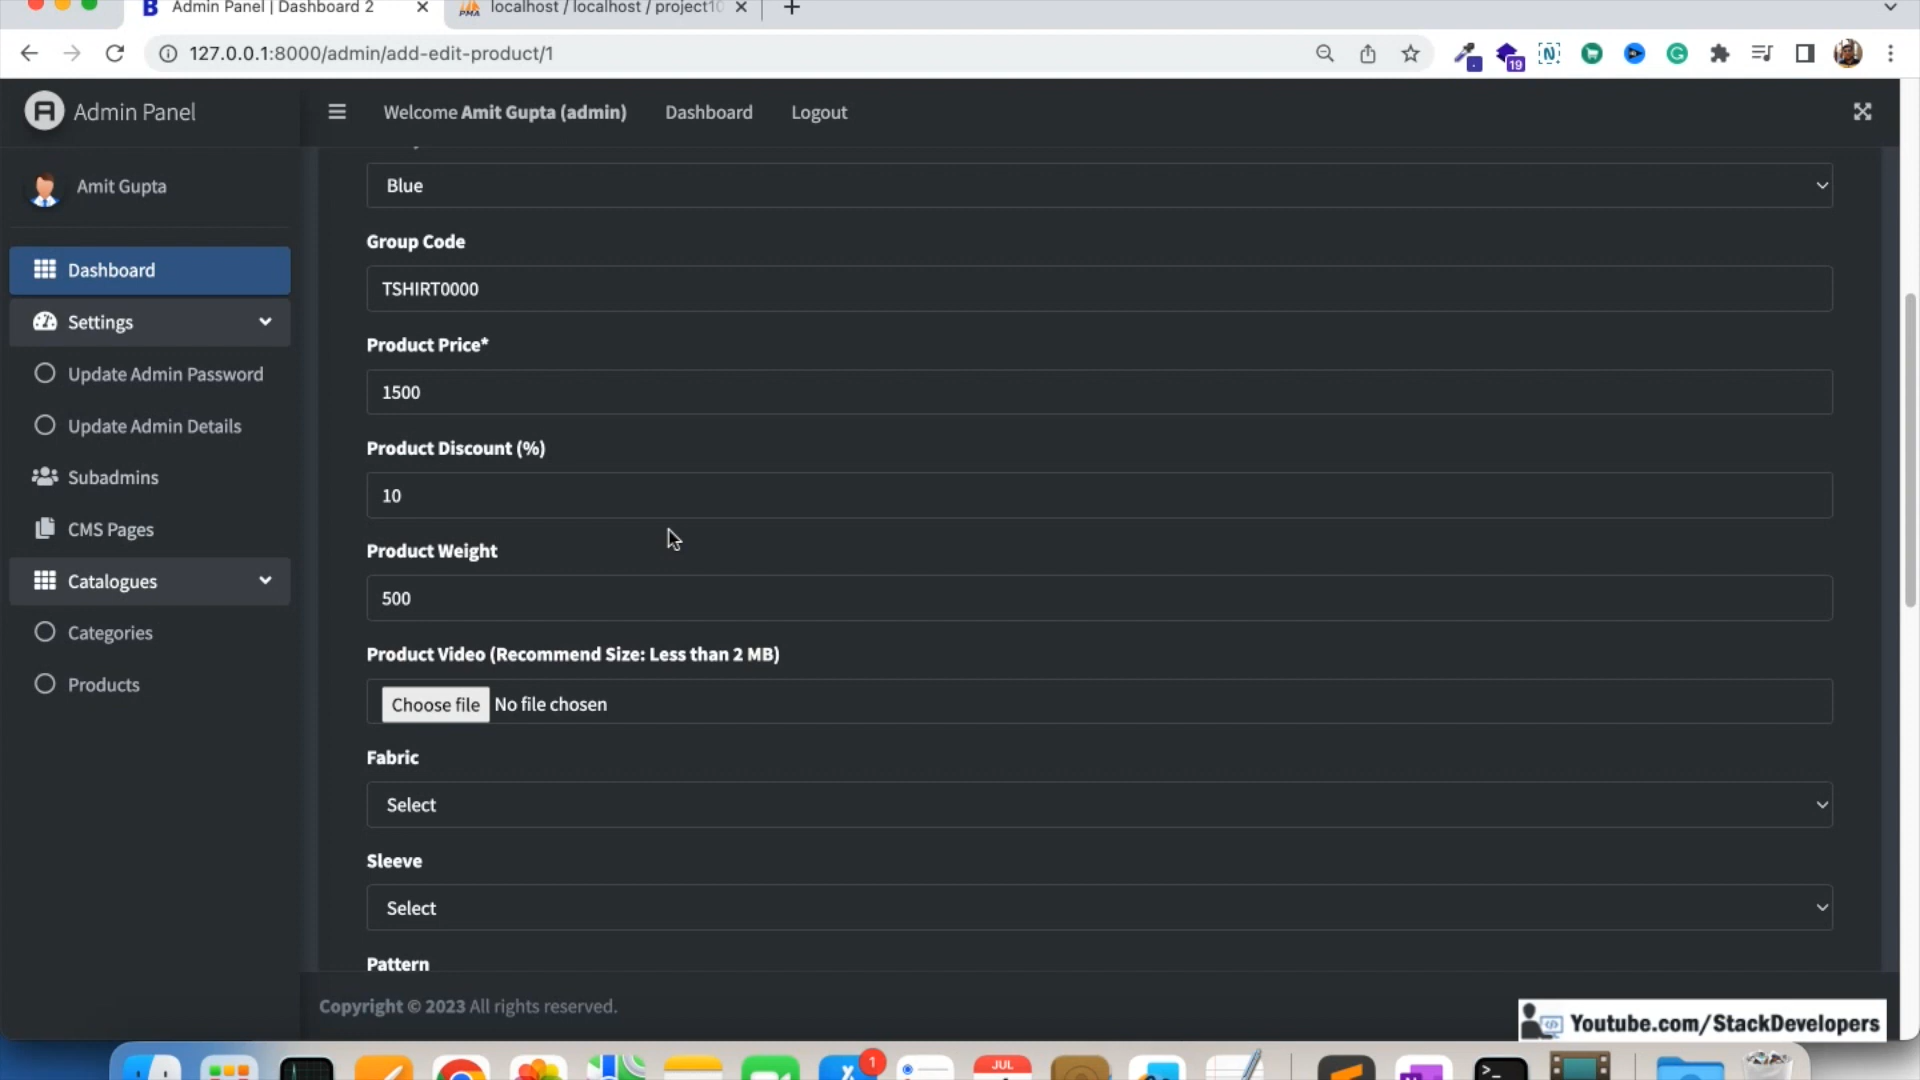 Admin Panel | Dashboard 2
localhost / localhost / project10
127.0.0.1:8000/admin/add-edit-product/1
19
Admin Panel
Welcome Amit Gupta (admin)
Dashboard
Logout
Amit Gupta
Dashboard
Settings
Update Admin Password
Update Admin Details
Subadmins
CMS Pages
Catalogues
Categories
Products
Blue
Group Code
TSHIRT0000
Product Price*
1500
Product Discount (%)
10
Product Weight
500
Product Video (Recommend Size: Less than 2 MB)
Choose file No file chosen
Fabric
Select
Sleeve
Select
Pattern
Copyright © 2023 All rights reserved.
Youtube.com/StackDevelopers
1
JUL